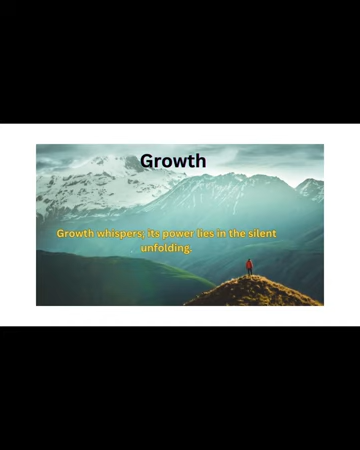 Growth
Growth whispers; its power lies in the silent
unfolding.